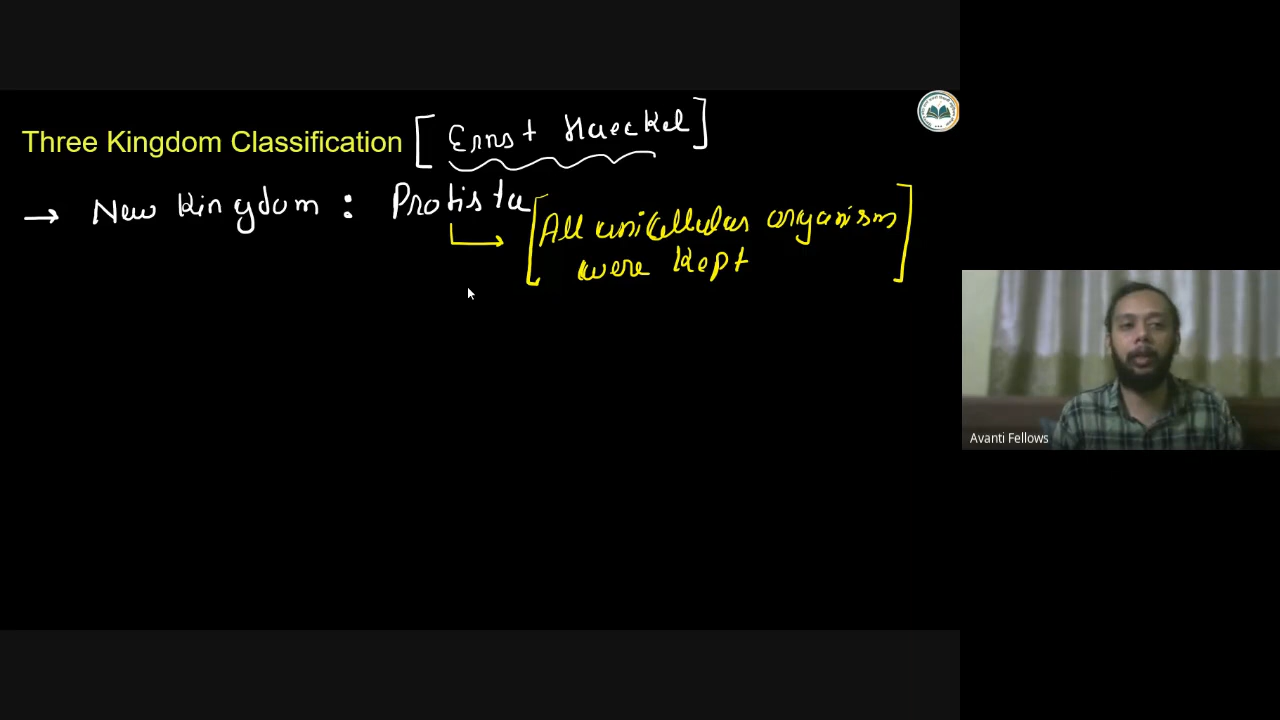 Three Kingdom Classification [ Ernst Haeckel ]
→ New Kingdom : Protista
[ All unicellular organism
were kept ]
Avanti Fellows